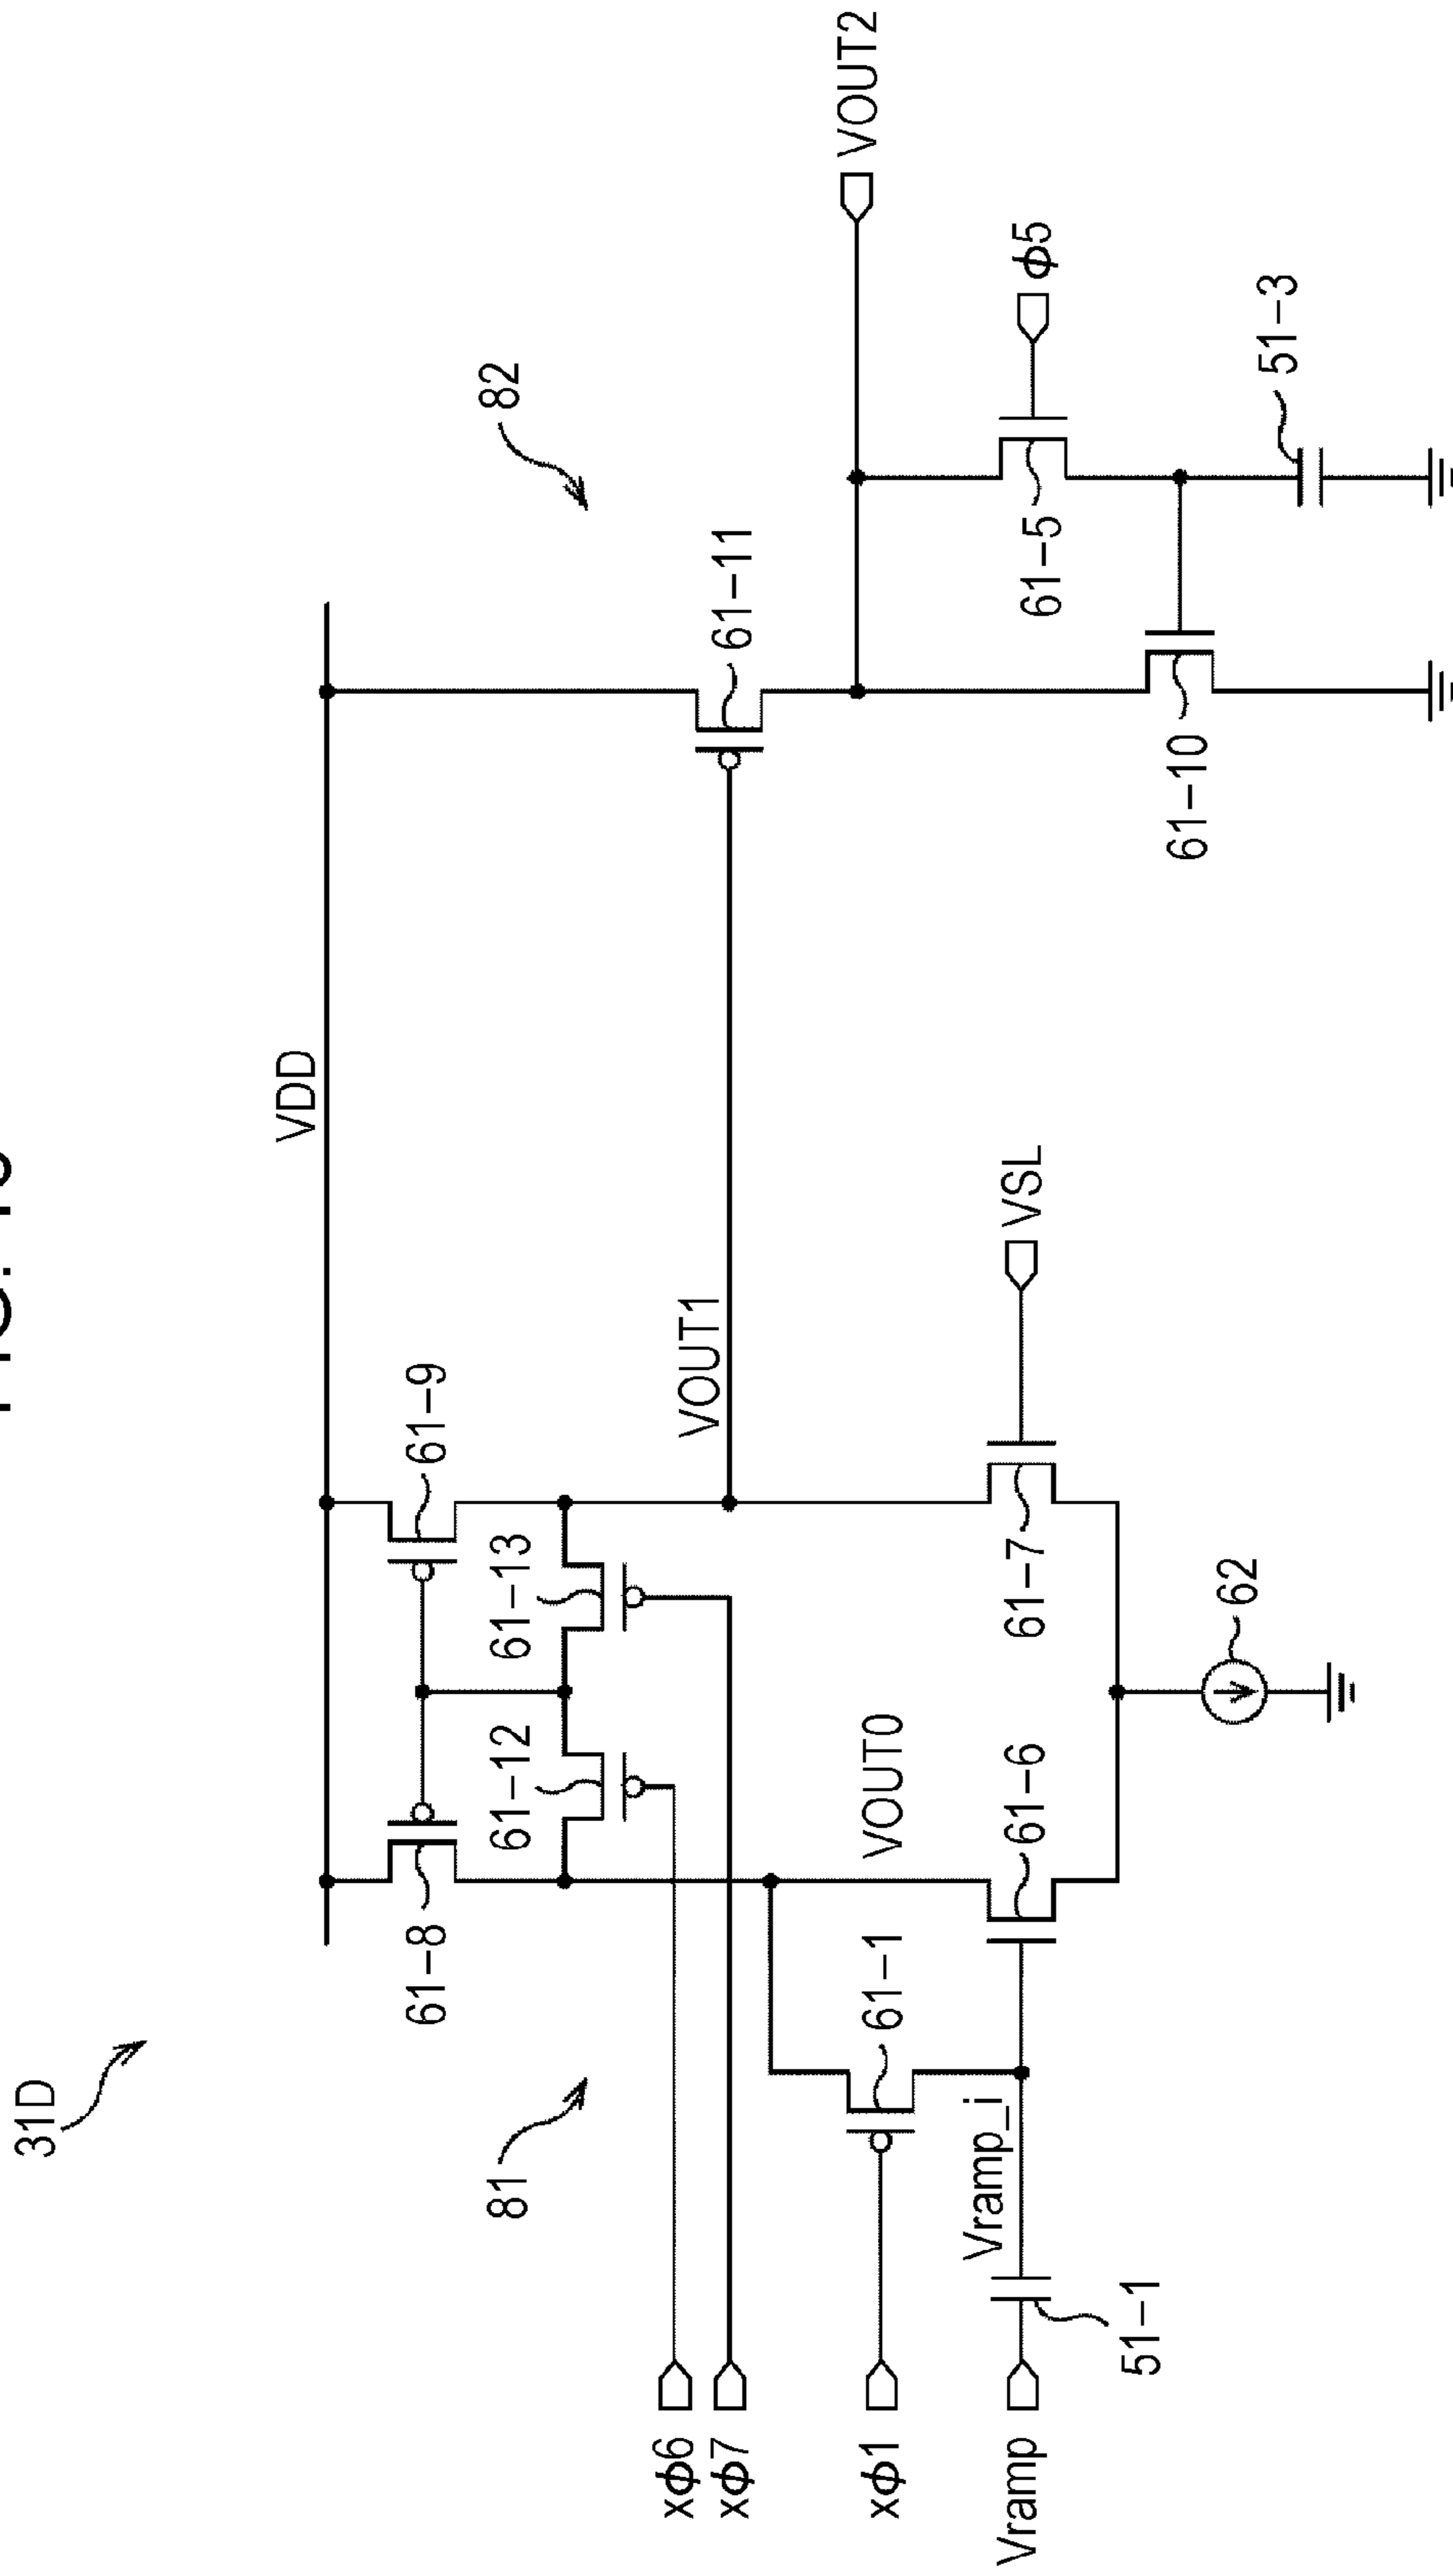 31D
VDD
61-8
61-9
81
82
61-12
61-13
xϕ6
xϕ7
VOUT1
61-11
VOUT2
VOUT0
xϕ1
61-1
Vramp_i
Vramp
51-1
61-6
61-7
VSL
62
61-5
ϕ5
61-10
51-3